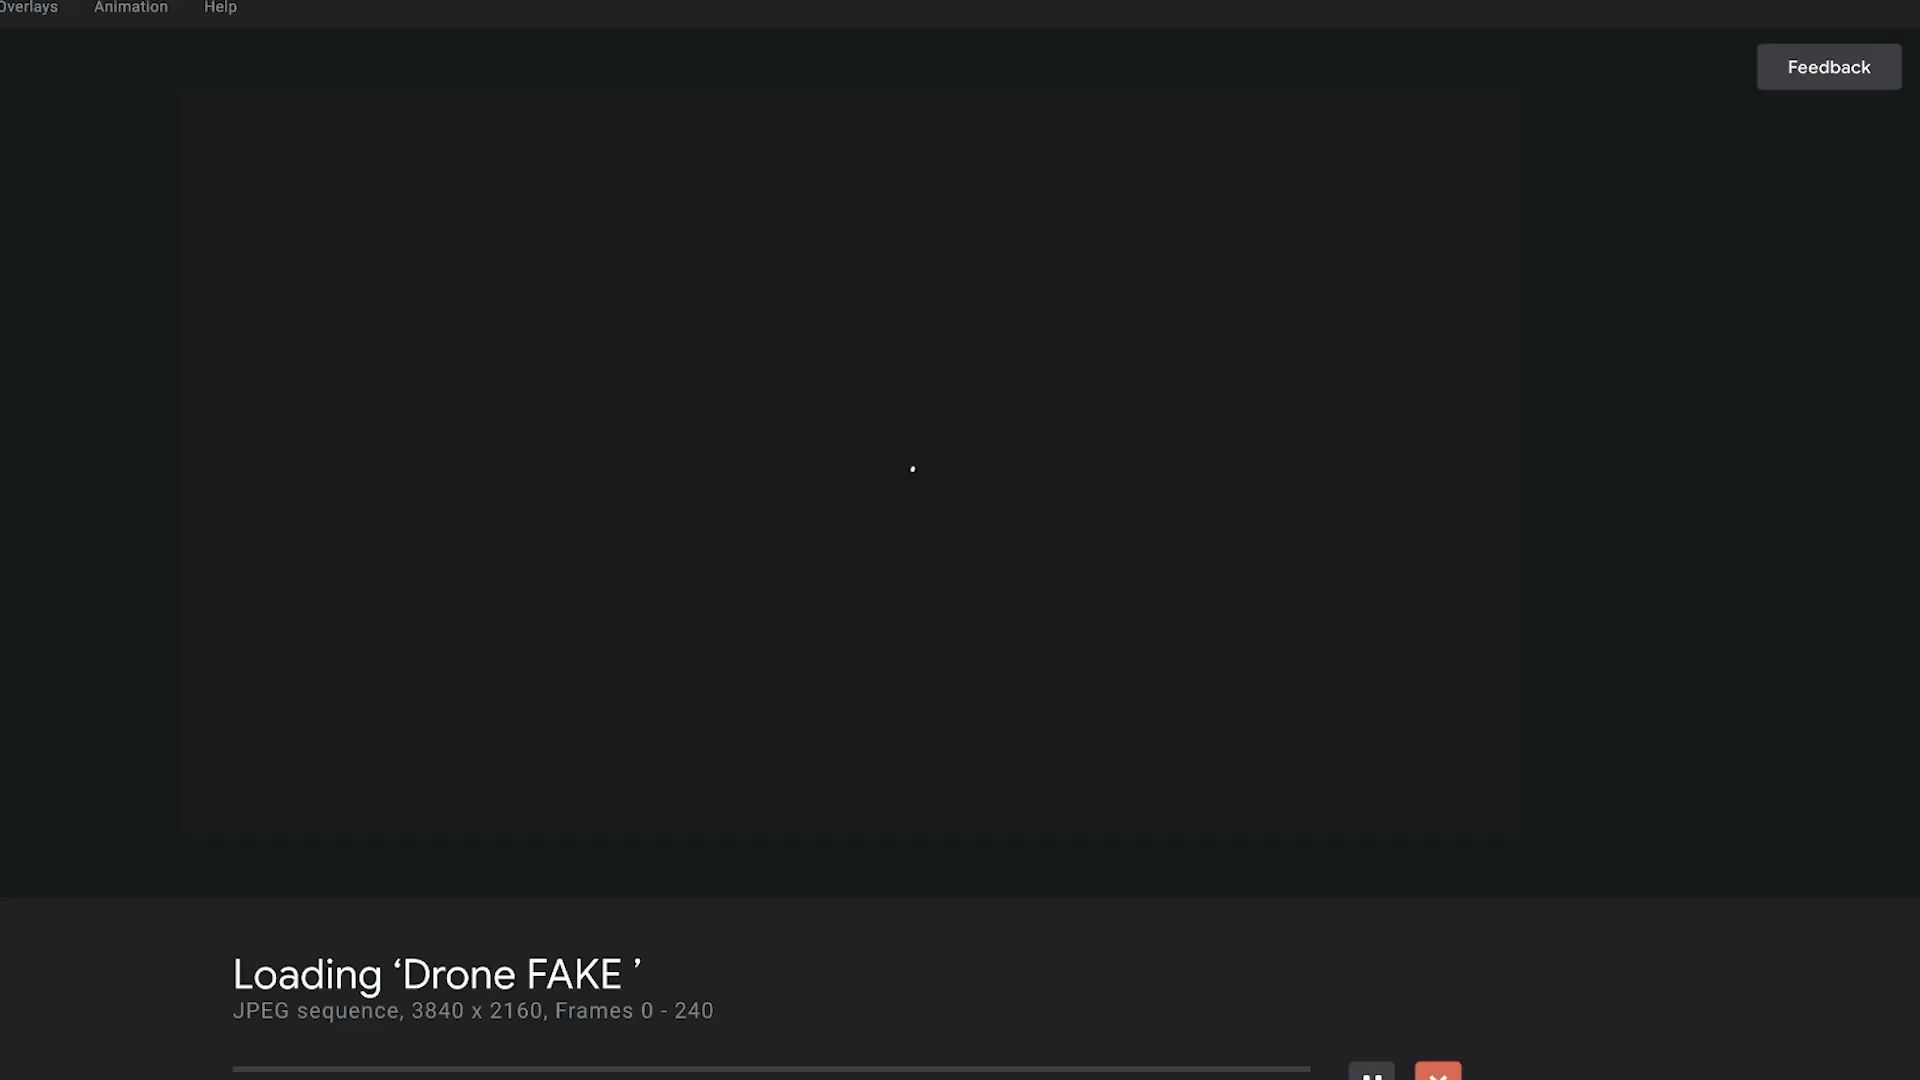 Overlays Animation Help
Feedback
Loading ‘Drone FAKE ’
JPEG sequence, 3840 x 2160, Frames 0 - 240